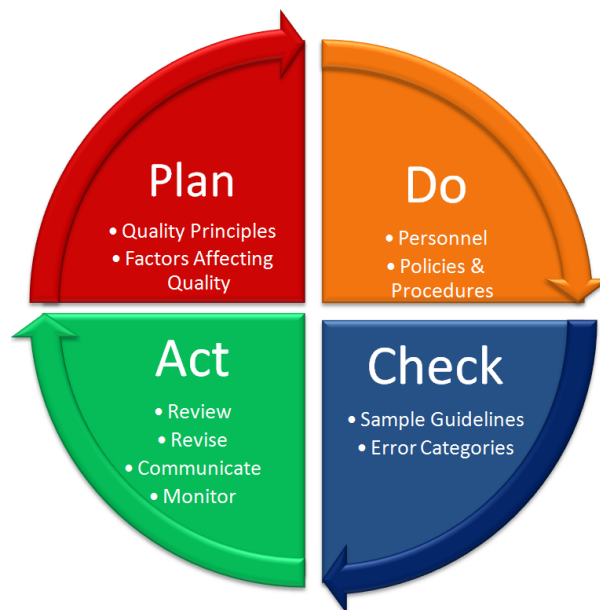 Plan
• Quality Principles
• Factors Affecting
Quality
Do
• Personnel
• Policies &
Procedures
Act
• Review
• Revise
• Communicate
• Monitor
Check
• Sample Guidelines
• Error Categories